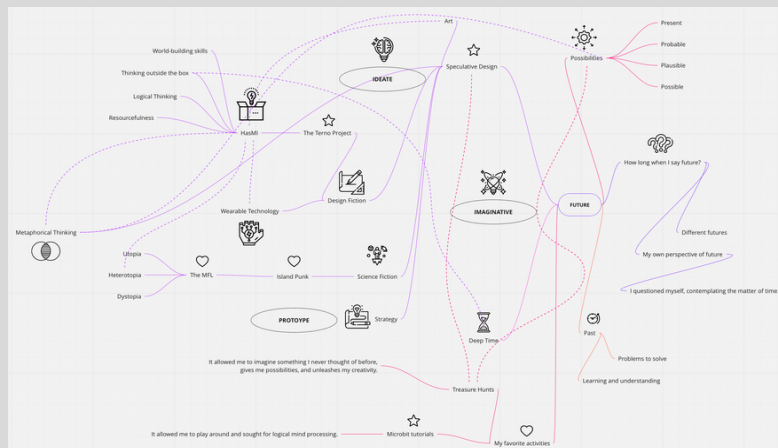 Art
Present
World-building skills
Probable
Possibilities
Speculative Design
Plausible
Thinking outside the box
IDEATE
Possible
Logical Thinking
Resourcefulness
HasMi
The Terno Project
How long when I say future?
Design Fiction
FUTURE
Wearable Technology
IMAGINATIVE
Metaphorical Thinking
Different futures
Utopia
My own perspective of future
Heterotopia
The MFL
Island Punk
Science Fiction
I questioned myself, contemplating the matter of time
Dystopia
PROTOYPE
Strategy
Past
Deep Time
Problems to solve
It allowed me to imagine something I never thought of before,
gives me possibilities, and unleashes my creativity.
Learning and understanding
Treasure Hunts
It allowed me to play around and sought for logical mind processing.
Microbit tutorials
My favorite activities